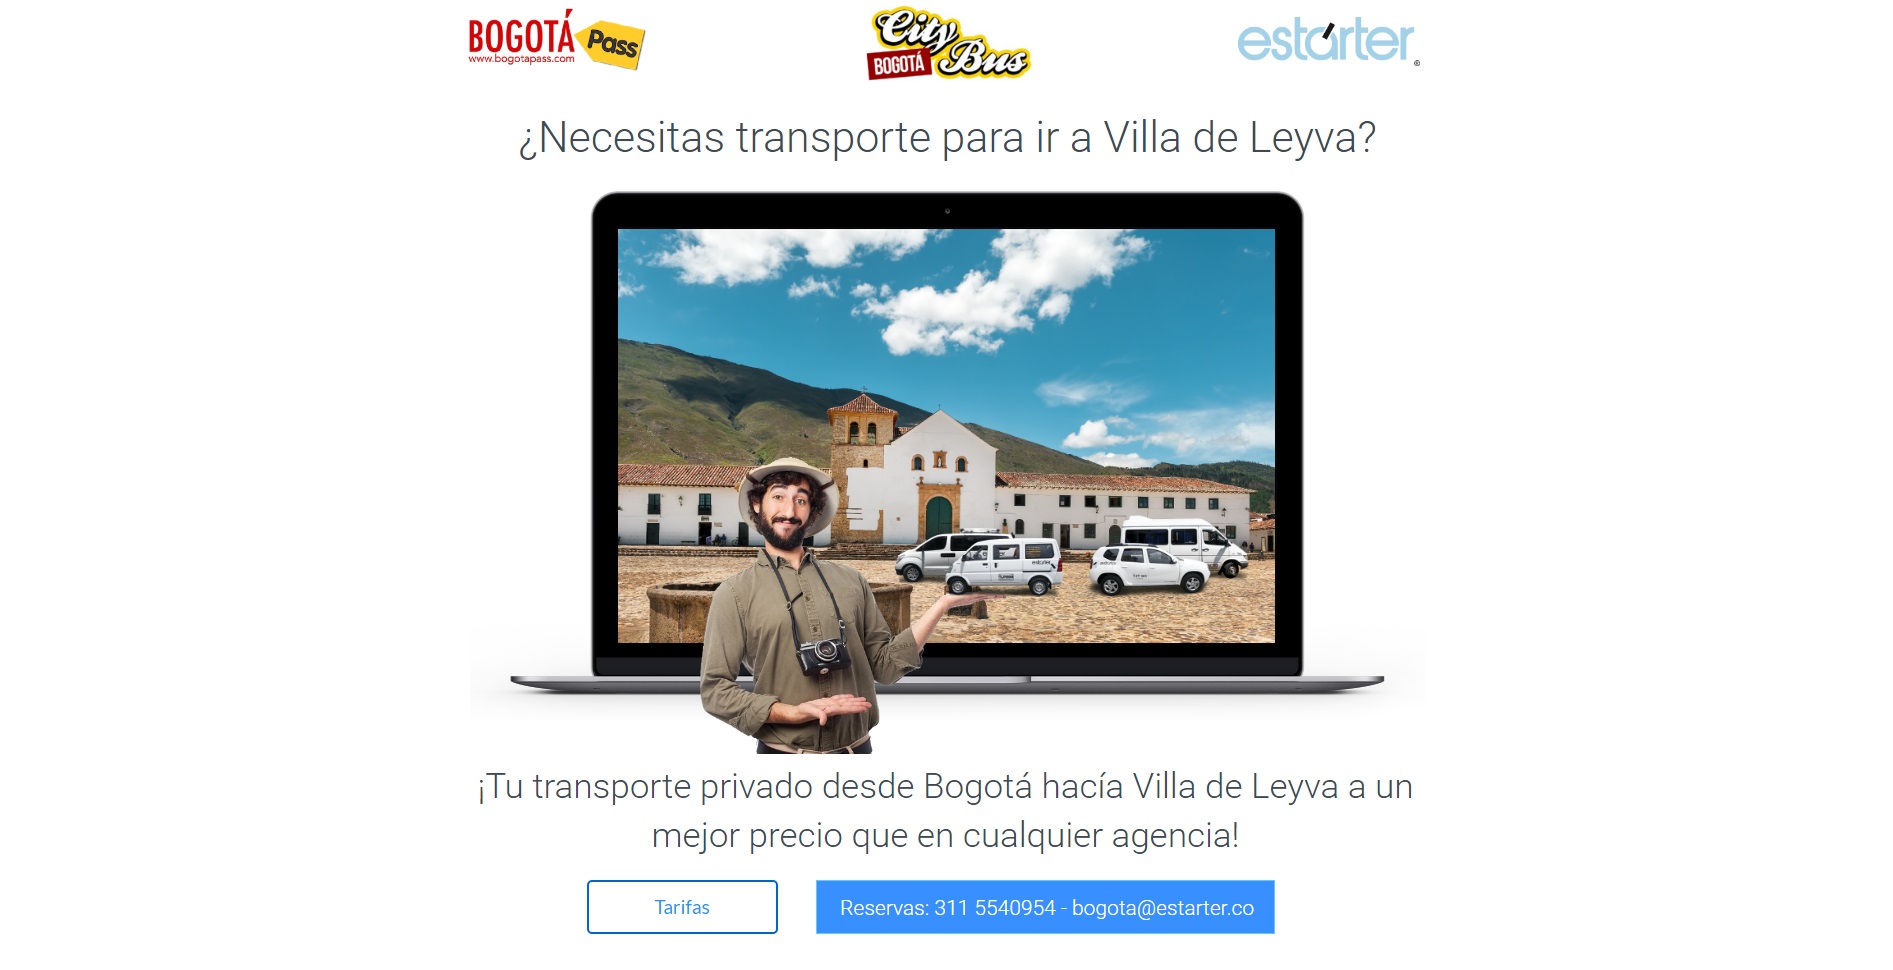 BOGOTÁ Pass
www.bogotapass.com
City
BOGOTÁ Bus
estárter
¿Necesitas transporte para ir a Villa de Leyva?
¡Tu transporte privado desde Bogotá hacía Villa de Leyva a un
mejor precio que en cualquier agencia!
Tarifas
Reservas: 311 5540954 - bogota@estarter.co